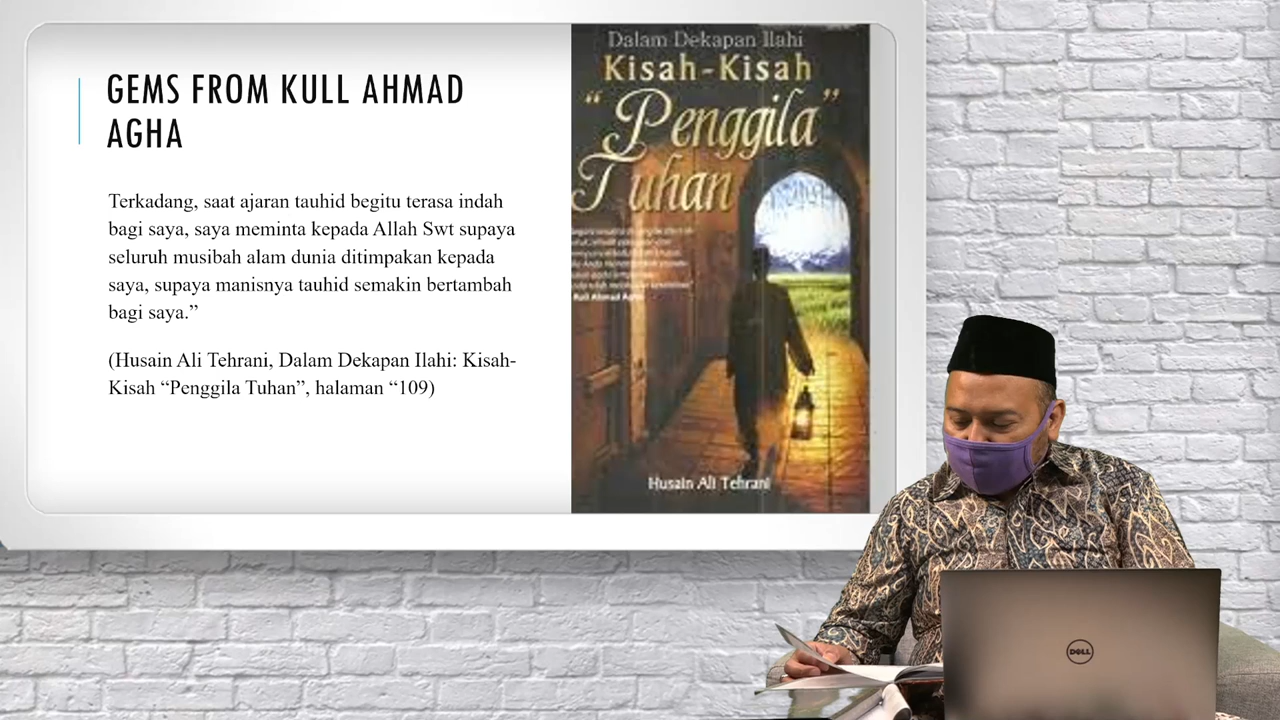 GEMS FROM KULL AHMAD
AGHA
Terkadang, saat ajaran tauhid begitu terasa indah
bagi saya, saya meminta kepada Allah Swt supaya
seluruh musibah alam dunia ditimpakan kepada
saya, supaya manisnya tauhid semakin bertambah
bagi saya.”
(Husain Ali Tehrani, Dalam Dekapan Ilahi: Kisah-
Kisah “Penggila Tuhan”, halaman “109)
Dalam Dekapan Ilahi
Kisah-Kisah
“Penggila”
Tuhan
Kull Ahmad Agha
Husain Ali Tehrani
DELL